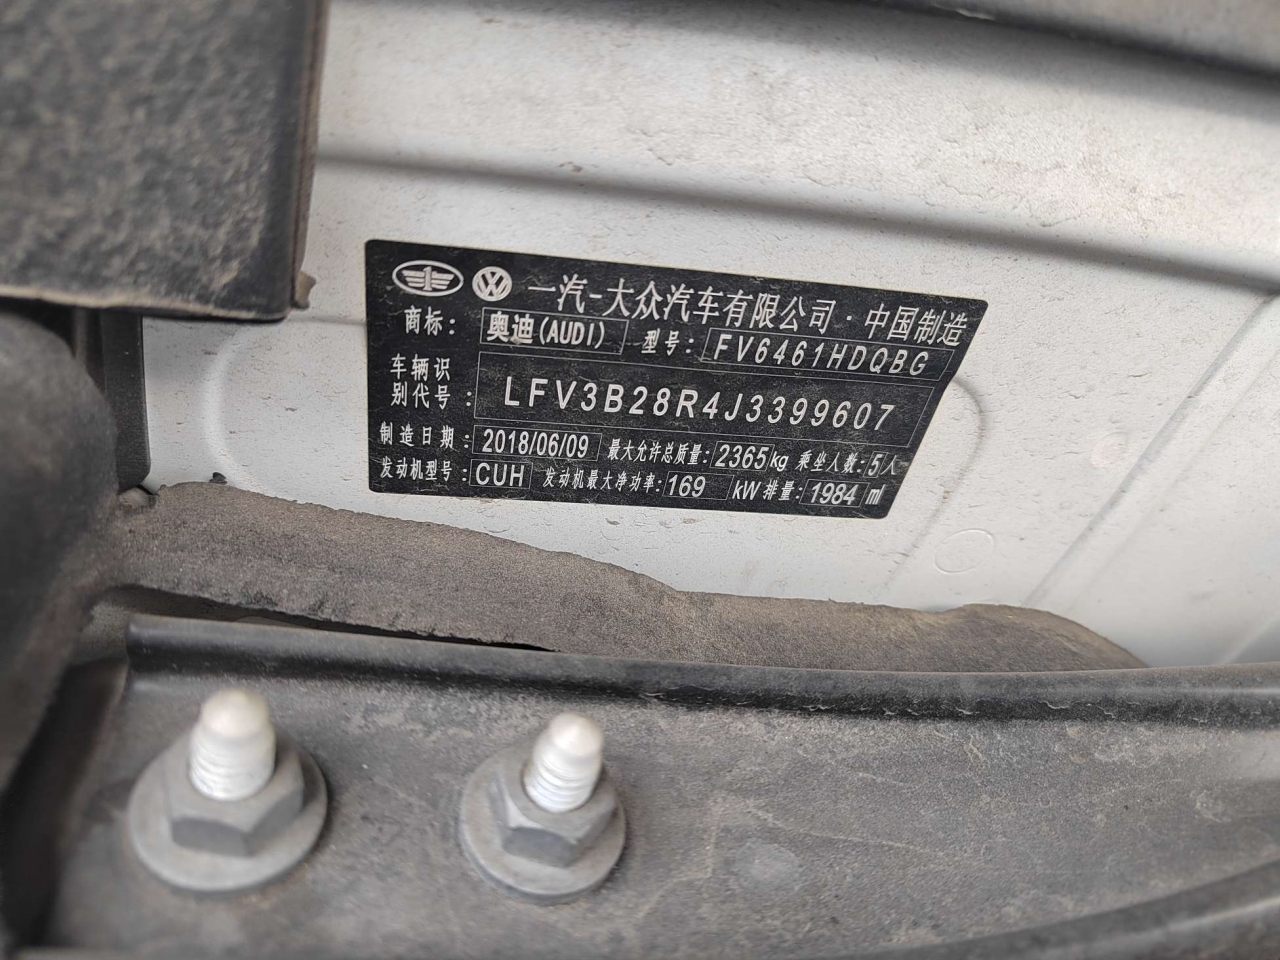 一汽-大众汽车有限公司·中国制造
商标: 奥迪(AUDI) 型号: FV6461HDQBG
车辆识
别代号: LFV3B28R4J3399607
制造日期: 2018/06/09 最大允许总质量: 2365kg 乘坐人数: 5人
发动机型号: CUH 发动机最大净功率: 169 kW 排量: 1984 ml